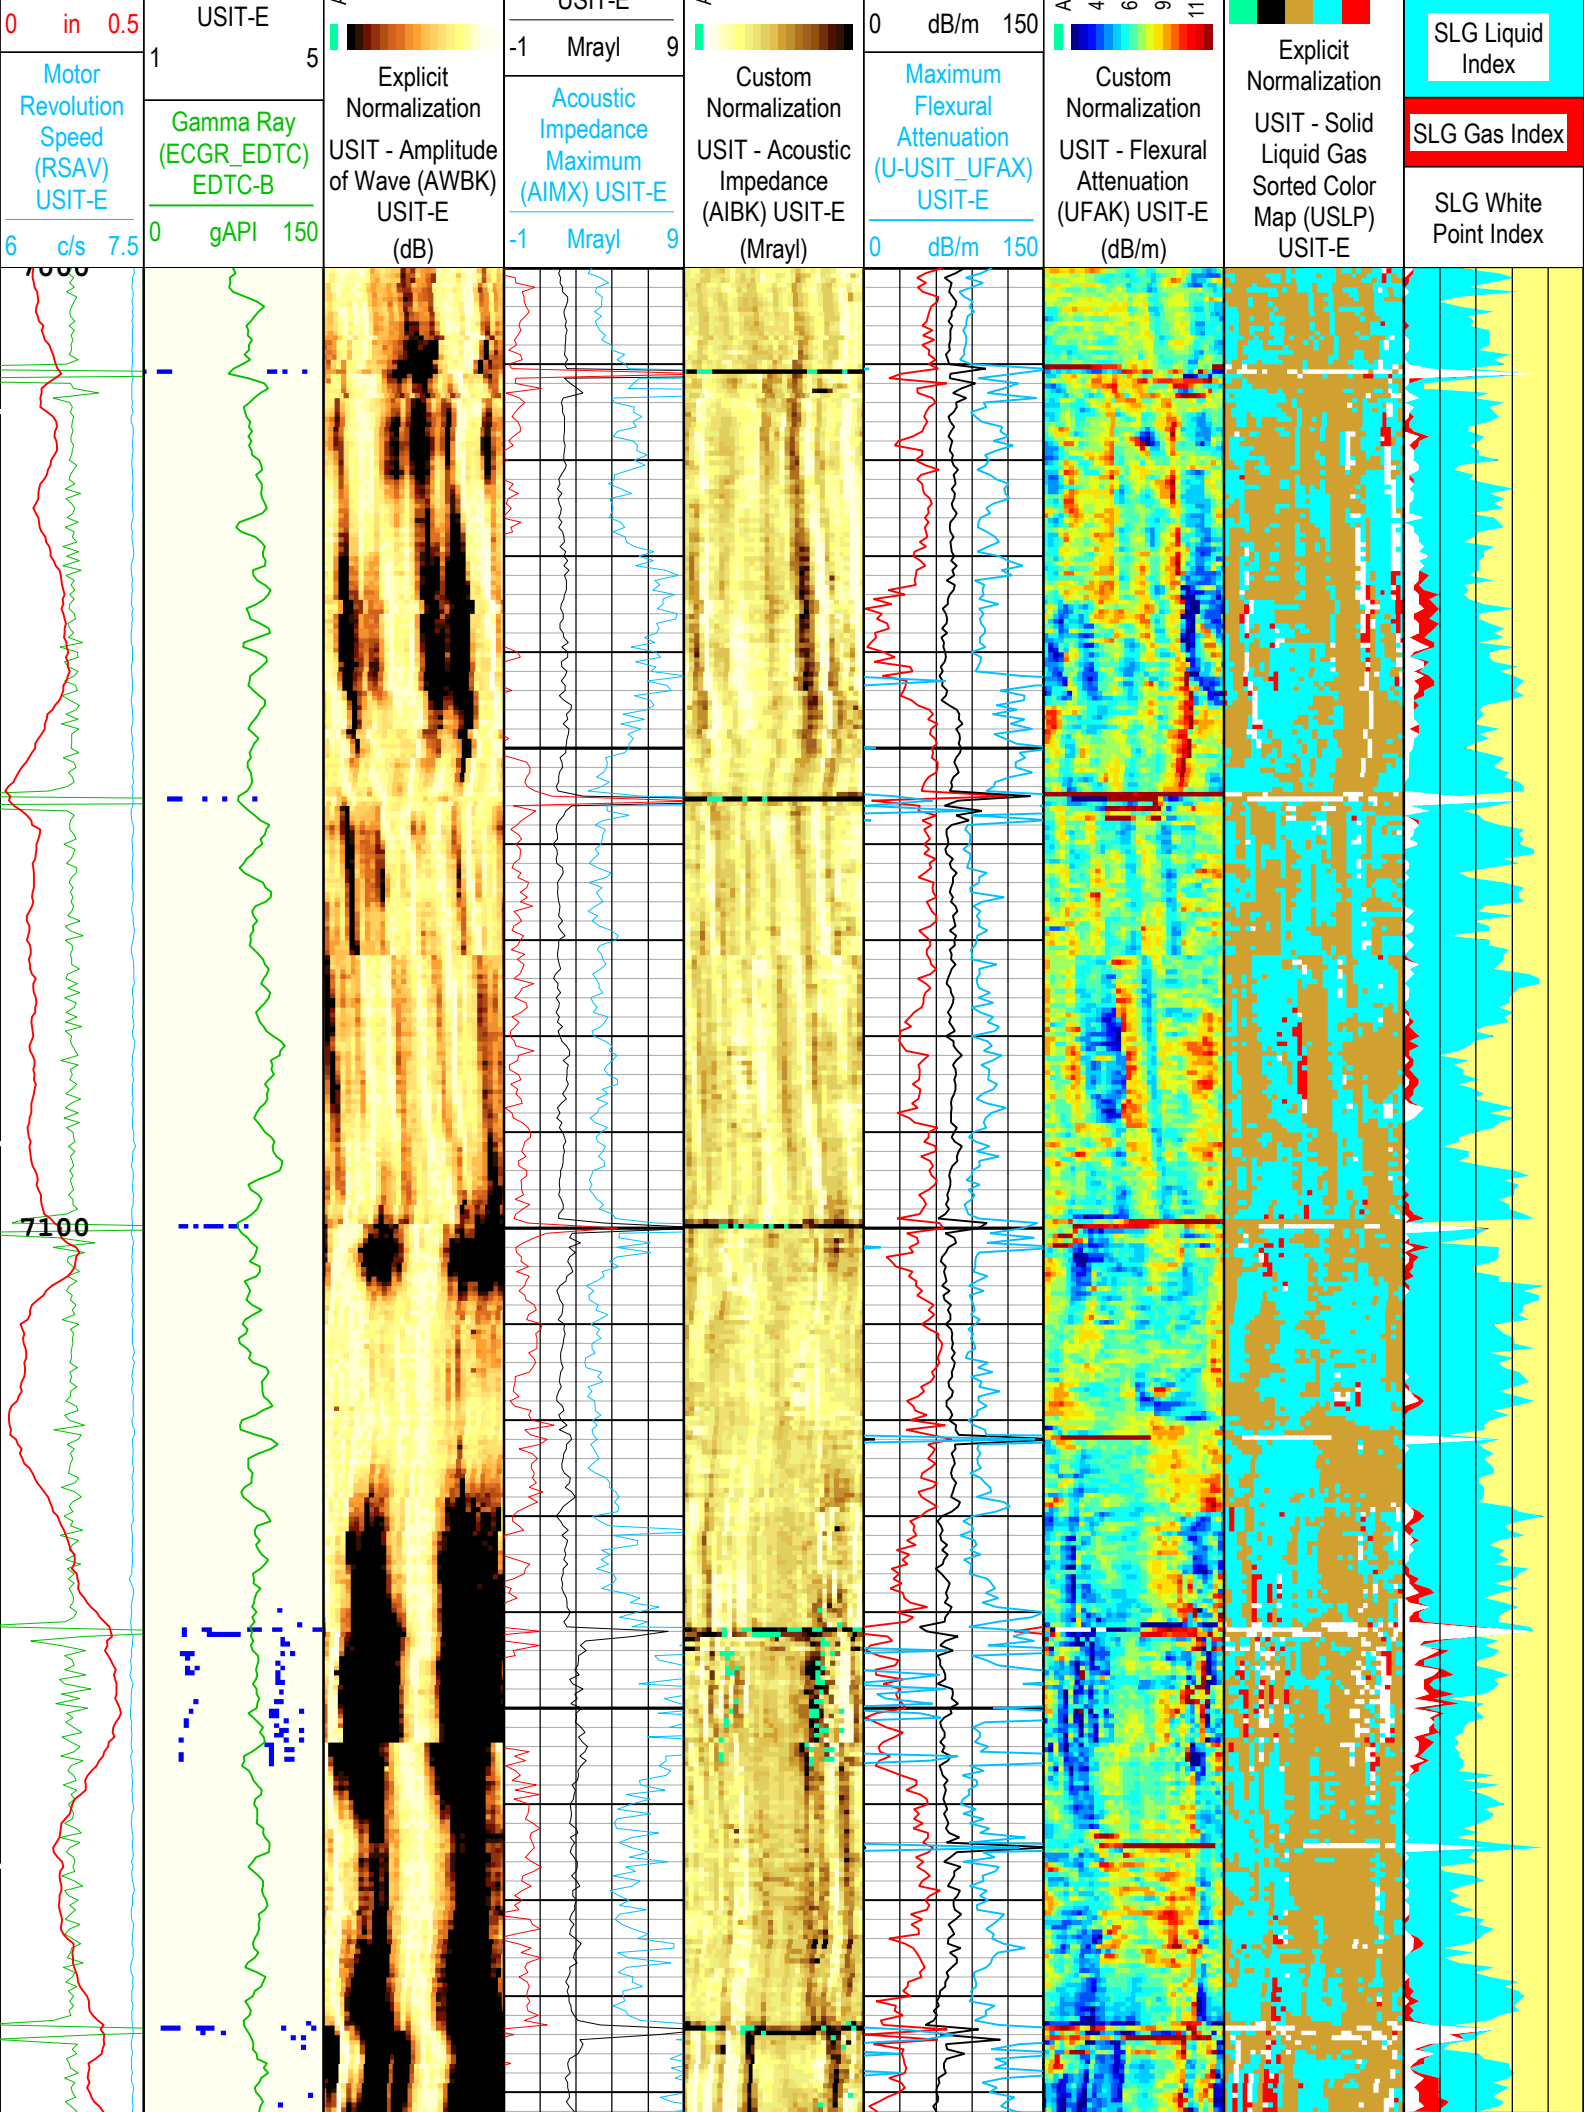 0 in 0.5
Motor
Revolution
Speed
(RSAV)
USIT-E
6 c/s 7.5
USIT-E
1 5
Gamma Ray
(ECGR_EDTC)
EDTC-B
0 gAPI 150
Explicit
Normalization
USIT - Amplitude
of Wave (AWBK)
USIT-E
(dB)
USIT-E
-1 Mrayl 9
Acoustic
Impedance
Maximum
(AIMX) USIT-E
-1 Mrayl 9
Custom
Normalization
USIT - Acoustic
Impedance
(AIBK) USIT-E
(Mrayl)
0 dB/m 150
Maximum
Flexural
Attenuation
(U-USIT_UFAX)
USIT-E
0 dB/m 150
Custom
Normalization
USIT - Flexural
Attenuation
(UFAK) USIT-E
(dB/m)
Explicit
Normalization
USIT - Solid
Liquid Gas
Sorted Color
Map (USLP)
USIT-E
SLG Liquid
Index
SLG Gas Index
SLG White
Point Index
7100